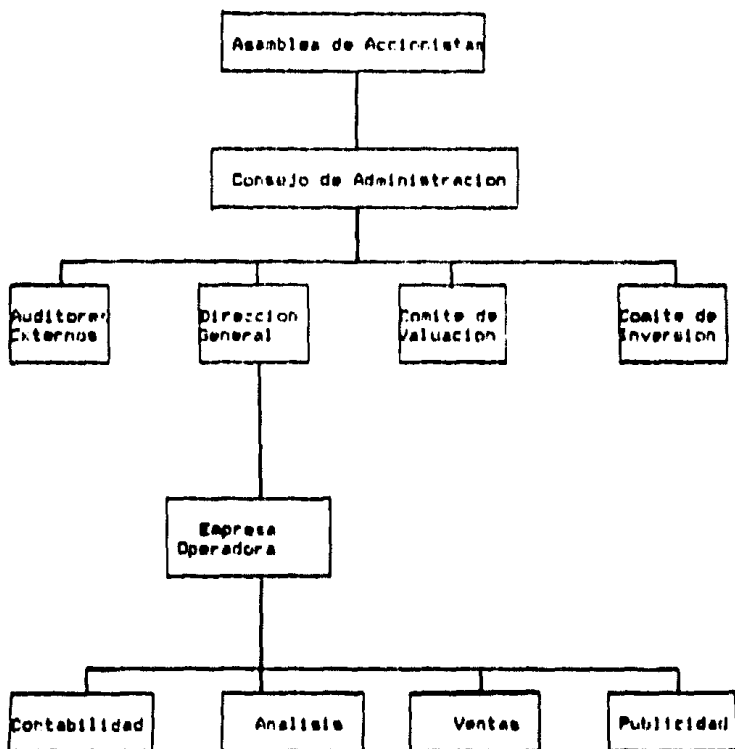 Asamblea de Accionistas
Consejo de Administracion
Auditores
Externos
Direccion
General
Comite de
Valuacion
Comite de
Inversion
Empresa
Operadora
Contabilidad
Analisis
Ventas
Publicidad